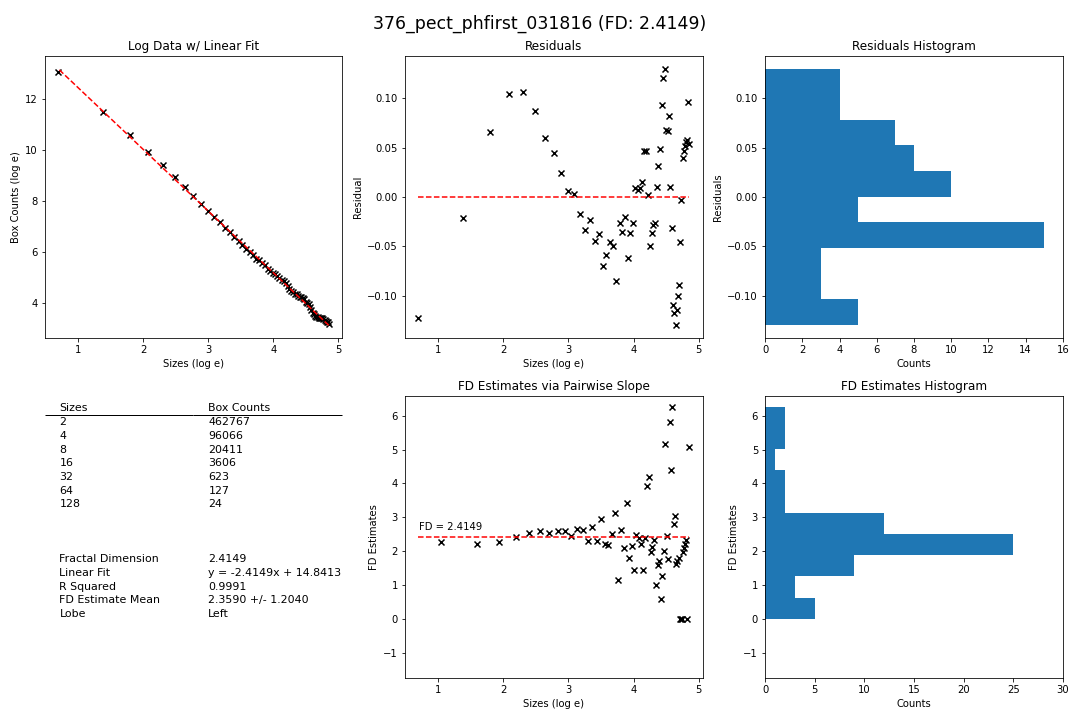 376_pect_phfirst_031816 (FD: 2.4149)
Log Data w/ Linear Fit
Box Counts (log e)
12
10
8
6
4
1 2 3 4 5
Sizes (log e)
Residuals
Residual
0.10
0.05
0.00
−0.05
−0.10
1 2 3 4 5
Sizes (log e)
Residuals Histogram
Residuals
0.10
0.05
0.00
−0.05
−0.10
0 2 4 6 8 10 12 14 16
Counts
Sizes Box Counts
2 462767
4 96066
8 20411
16 3606
32 623
64 127
128 24
Fractal Dimension 2.4149
Linear Fit y = -2.4149x + 14.8413
R Squared 0.9991
FD Estimate Mean 2.3590 +/- 1.2040
Lobe Left
FD Estimates via Pairwise Slope
FD Estimates
6
5
4
3
2
1
0
−1
FD = 2.4149
1 2 3 4 5
Sizes (log e)
FD Estimates Histogram
FD Estimates
6
5
4
3
2
1
0
−1
0 5 10 15 20 25 30
Counts